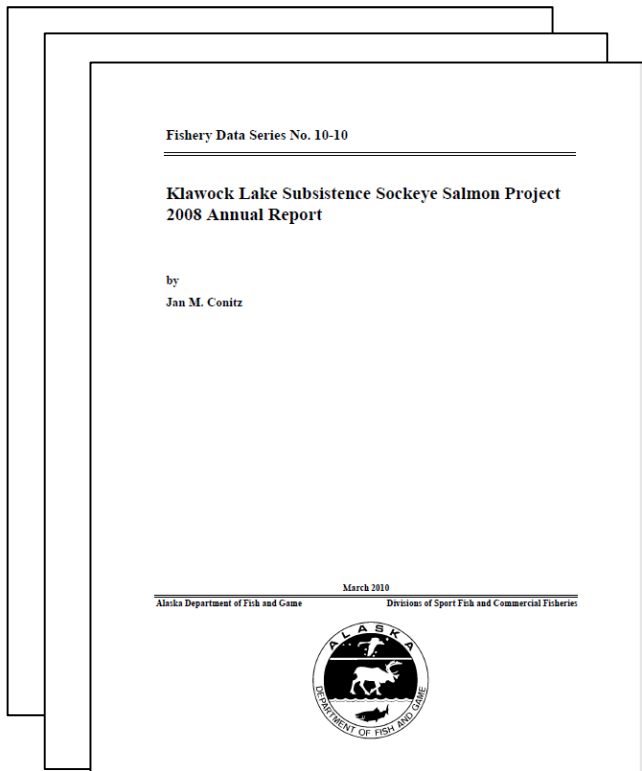 Fishery Data Series No. 10-10
Klawock Lake Subsistence Sockeye Salmon Project
2008 Annual Report
by
Jan M. Conitz
March 2010
Alaska Department of Fish and Game Divisions of Sport Fish and Commercial Fisheries
ALASKA
DEPARTMENT OF FISH AND GAME